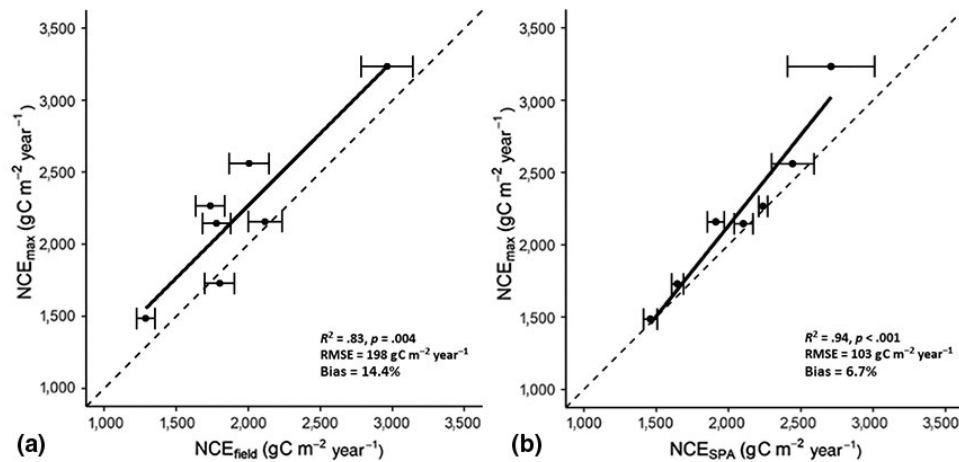 3,500
3,000
2,500
2,000
1,500
1,000
NCEmax (gC m−2 year−1)
R2 = .83, p = .004
RMSE = 198 gC m−2 year−1
Bias = 14.4%
1,000 1,500 2,000 2,500 3,000 3,500
(a) NCEfield (gC m−2 year−1)
3,500
3,000
2,500
2,000
1,500
1,000
NCEmax (gC m−2 year−1)
R2 = .94, p < .001
RMSE = 103 gC m−2 year−1
Bias = 6.7%
1,000 1,500 2,000 2,500 3,000 3,500
(b) NCESPA (gC m−2 year−1)